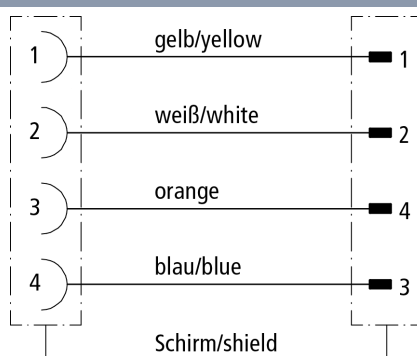 1 gelb/yellow 1
2 weiß/white 2
3 orange 4
4 blau/blue 3
Schirm/shield